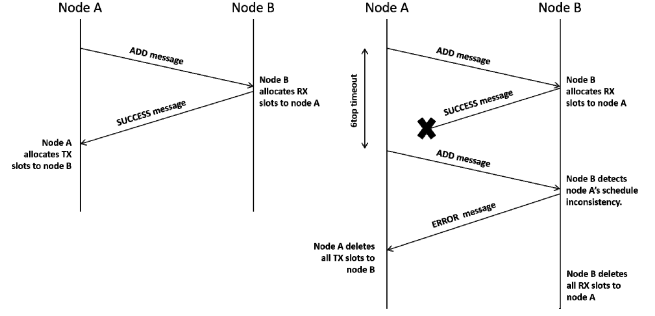 Node A
Node B
ADD message
Node B
allocates RX
slots to node A
SUCCESS message
Node A
allocates TX
slots to node B
Node A
Node B
6top timeout
ADD message
Node B
allocates RX
slots to node A
SUCCESS message
ADD message
Node B detects
node A's schedule
inconsistency.
ERROR message
Node A deletes
all TX slots to
node B
Node B deletes
all RX slots to
node A